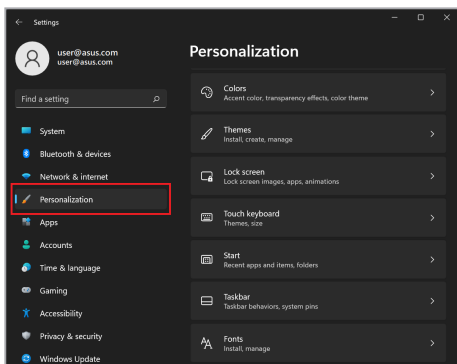 Settings
user@asus.com
user@asus.com
Find a setting
System
Bluetooth & devices
Network & internet
Personalization
Apps
Accounts
Time & language
Gaming
Accessibility
Privacy & security
Windows Update
Personalization
Colors
Accent color, transparency effects, color theme
Themes
Install, create, manage
Lock screen
Lock screen images, apps, animations
Touch keyboard
Themes, size
Start
Recent apps and items, folders
Taskbar
Taskbar behaviors, system pins
Fonts
Install, manage